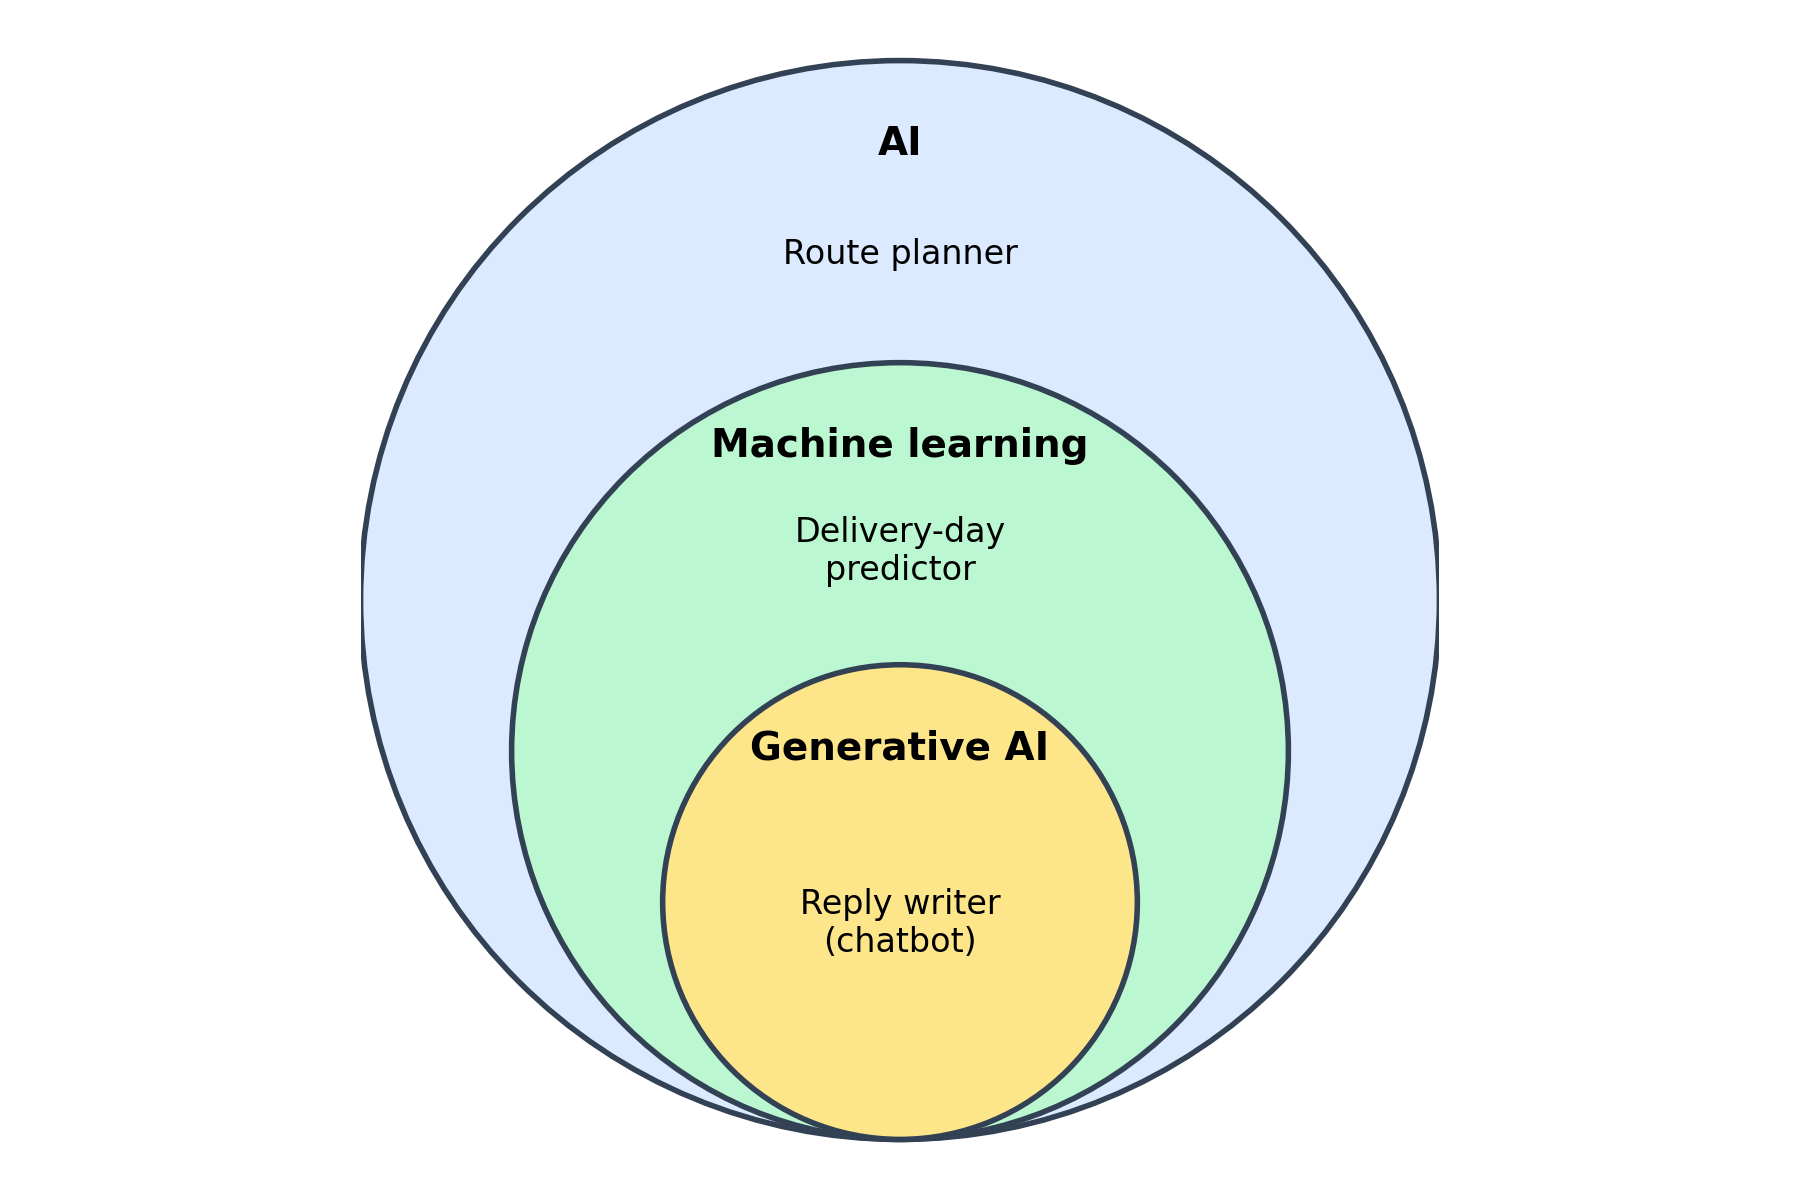 AI
Route planner
Machine learning
Delivery-day
predictor
Generative AI
Reply writer
(chatbot)